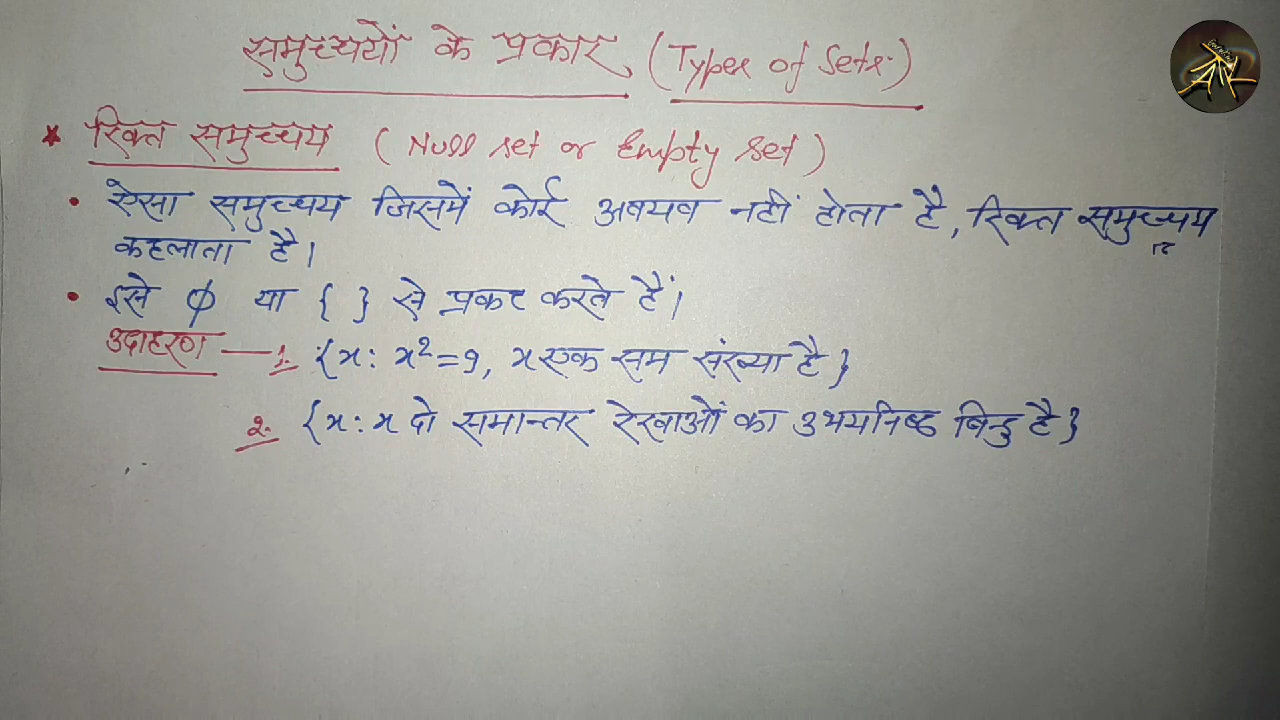 समुच्चयों के प्रकार (Types of Sets.)
* रिक्त समुच्चय ( Null set or Empty Set )
• ऐसा समुच्चय जिसमें कोई अवयव नहीं होता है, रिक्त समुच्चय
कहलाता है।
• इसे ϕ या { } से प्रकट करते हैं।
उदाहरण — 1. {x: x²=9, x एक सम संख्या है}
2. {x: x दो समान्तर रेखाओं का उभयनिष्ठ बिन्दु है}